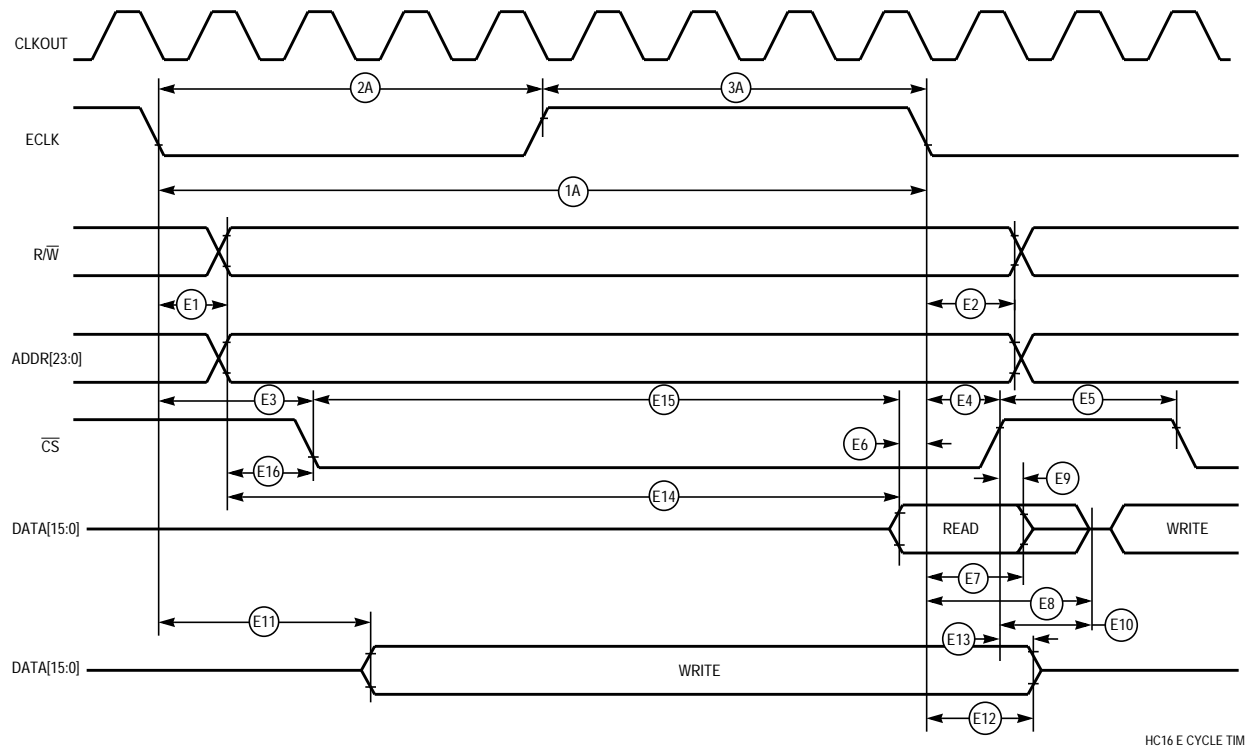 CLKOUT
2A
3A
ECLK
1A
R/W̅
E1
E2
ADDR[23:0]
E3
E15
E4
E5
C̅S̅
E6
E16
E9
E14
DATA[15:0]
READ
WRITE
E7
E8
E11
E10
E13
DATA[15:0]
WRITE
E12
HC16 E CYCLE TIM